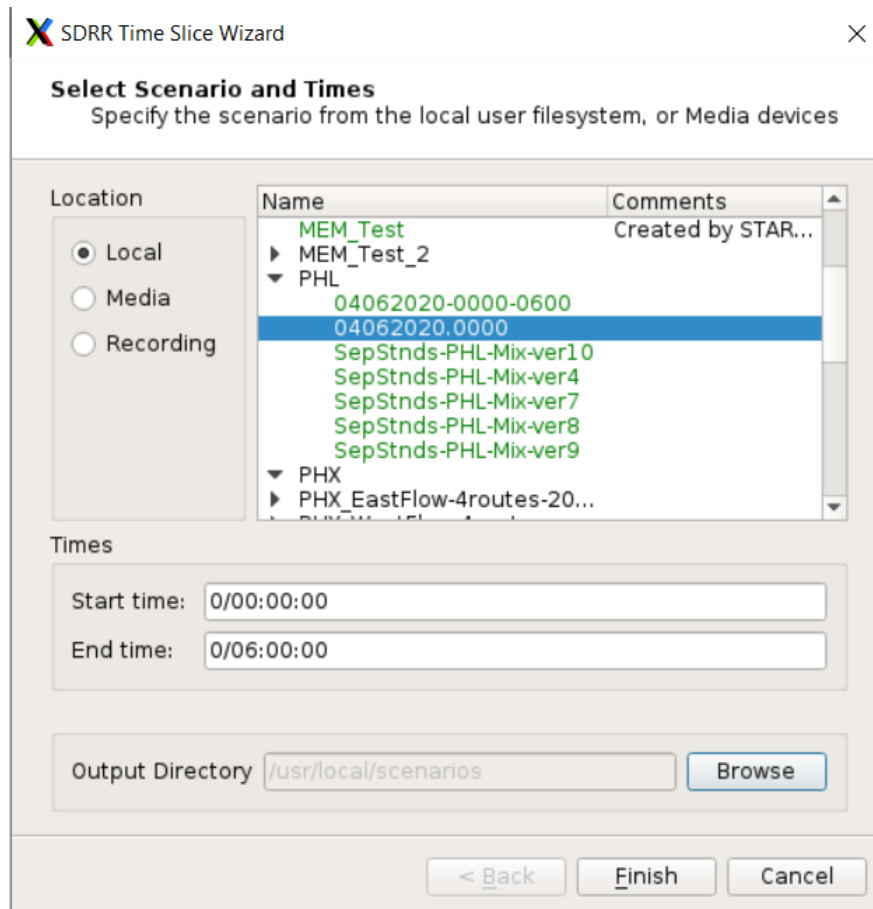 SDRR Time Slice Wizard
Select Scenario and Times
Specify the scenario from the local user filesystem, or Media devices
Location
Local
Media
Recording
Name Comments
MEM_Test Created by STAR...
MEM_Test_2
PHL
04062020-0000-0600
04062020.0000
SepStnds-PHL-Mix-ver10
SepStnds-PHL-Mix-ver4
SepStnds-PHL-Mix-ver7
SepStnds-PHL-Mix-ver8
SepStnds-PHL-Mix-ver9
PHX
PHX_EastFlow-4routes-20...
Times
Start time: 0/00:00:00
End time: 0/06:00:00
Output Directory /usr/local/scenarios Browse
< Back Finish Cancel